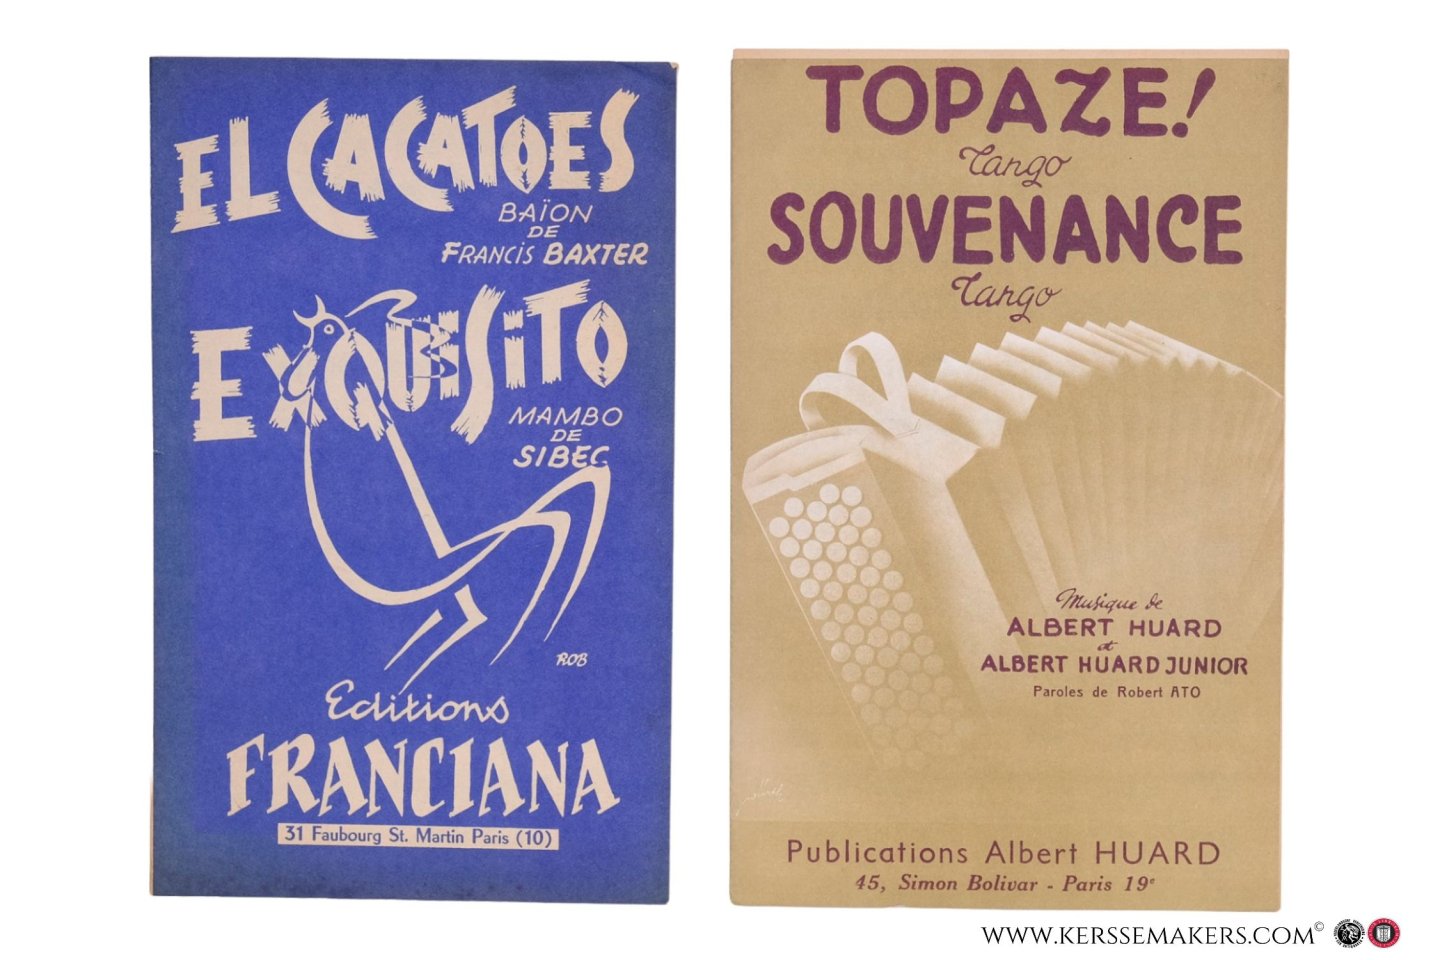 EL CACATOES
BAÏON
DE
FRANCIS BAXTER
EXQUISITO
MAMBO
DE
SIBEC
ROB
Editions
FRANCIANA
31 Faubourg St. Martin Paris (10)
TOPAZE!
Tango
SOUVENANCE
Tango
Musique de
ALBERT HUARD
et
ALBERT HUARD JUNIOR
Paroles de Robert ATO
Publications Albert HUARD
45, Simon Bolivar - Paris 19e
WWW.KERSSEMAKERS.COM©